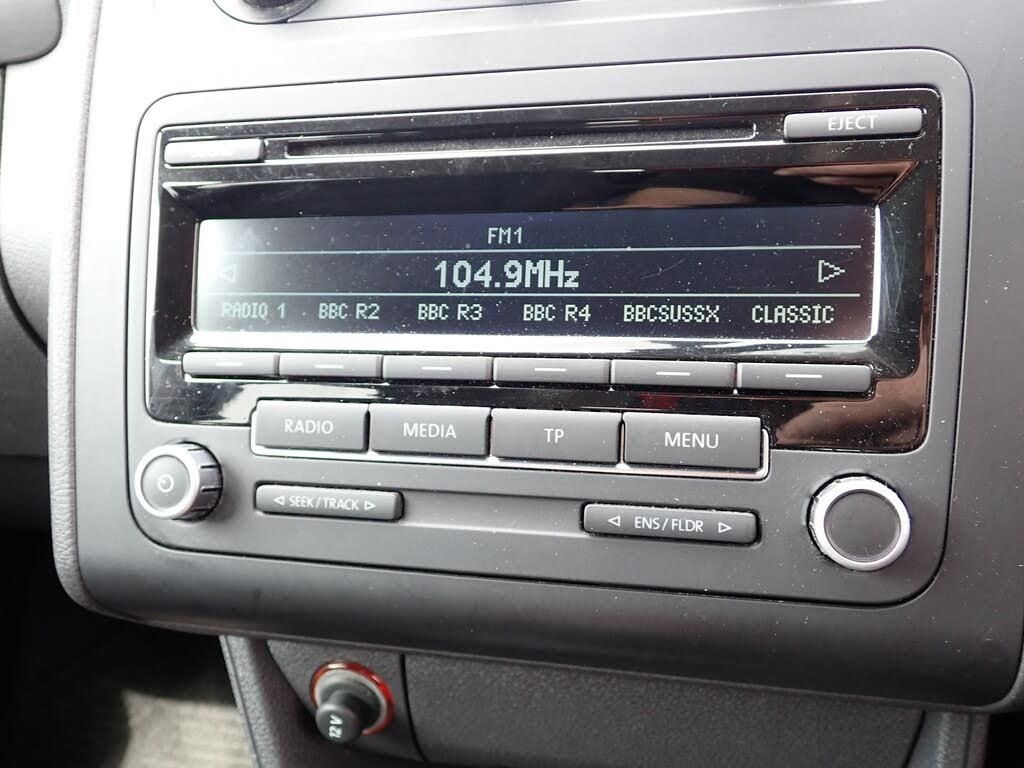 EJECT
FM1
104.9MHz
RADIO 1 BBC R2 BBC R3 BBC R4 BBCSUSSX CLASSIC
RADIO MEDIA TP MENU
SEEK / TRACK ENS / FLDR
12 V